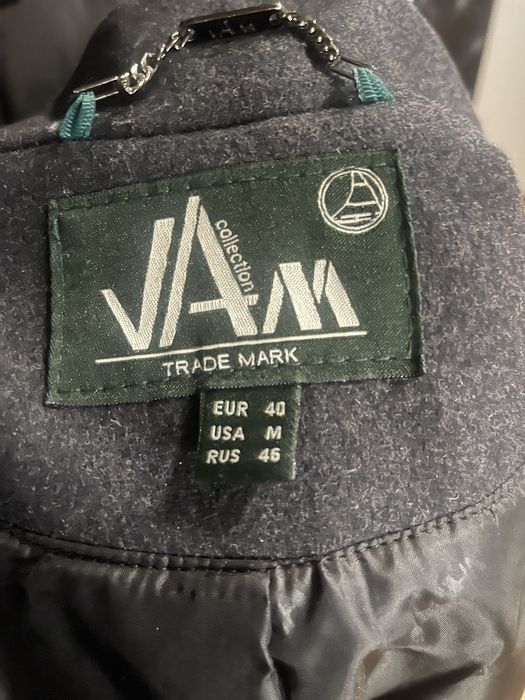 collection
JAM
TRADE MARK
EUR 40
USA M
RUS 46